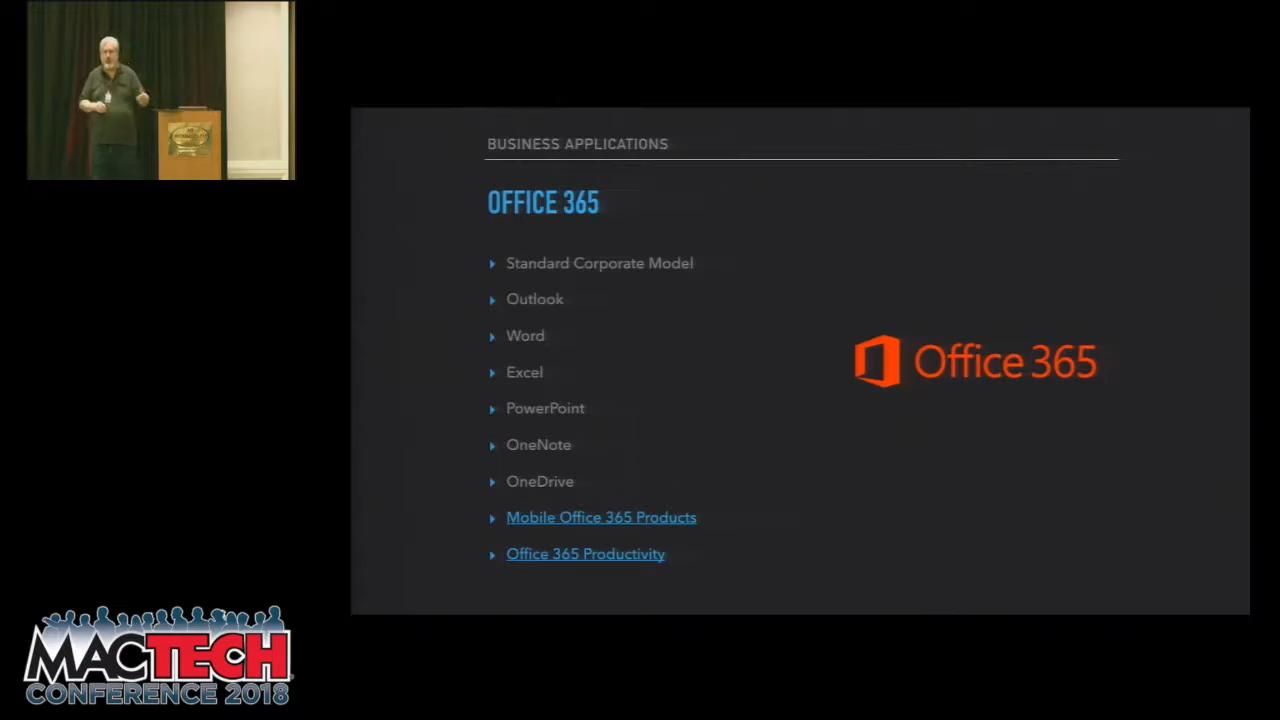 BUSINESS APPLICATIONS
OFFICE 365
Standard Corporate Model
Outlook
Word
Excel
PowerPoint
OneNote
OneDrive
Mobile Office 365 Products
Office 365 Productivity
Office 365
MACTECH
CONFERENCE 2018